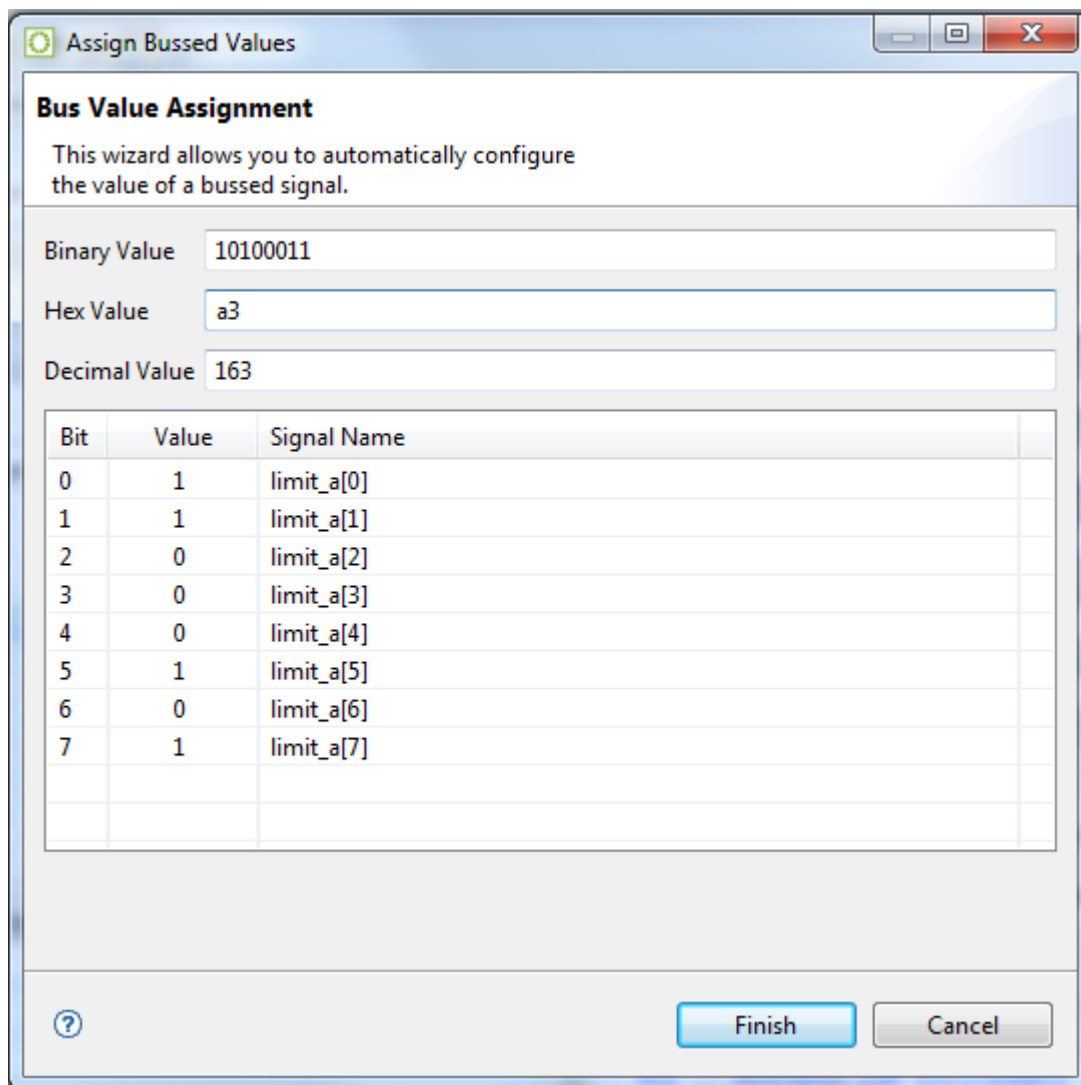 Assign Bussed Values
Bus Value Assignment
This wizard allows you to automatically configure
the value of a bussed signal.
Binary Value 10100011
Hex Value a3
Decimal Value 163
Bit Value Signal Name
0 1 limit_a[0]
1 1 limit_a[1]
2 0 limit_a[2]
3 0 limit_a[3]
4 0 limit_a[4]
5 1 limit_a[5]
6 0 limit_a[6]
7 1 limit_a[7]
? Finish Cancel